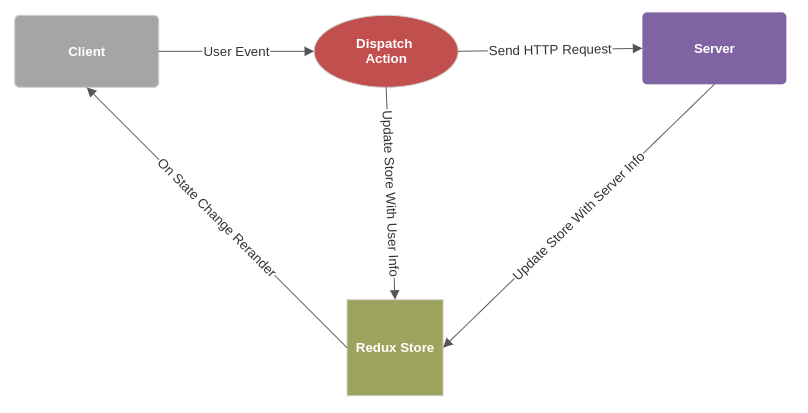 Client
User Event
Dispatch
Action
Send HTTP Request
Server
On State Change Rerander
Update Store With User Info
Update Store With Server Info
Redux Store